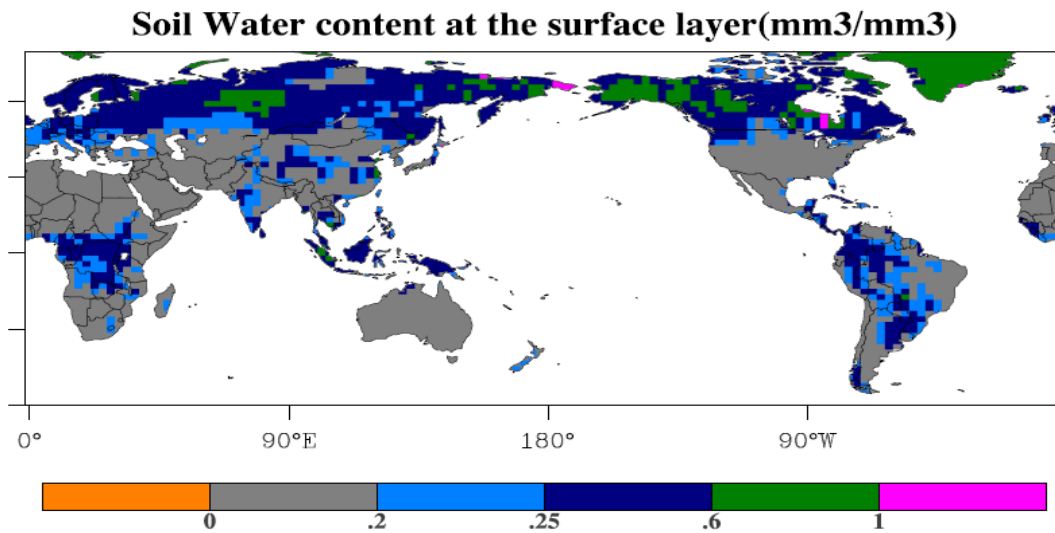 Soil Water content at the surface layer(mm3/mm3)
0° 90°E 180° 90°W
0 .2 .25 .6 1